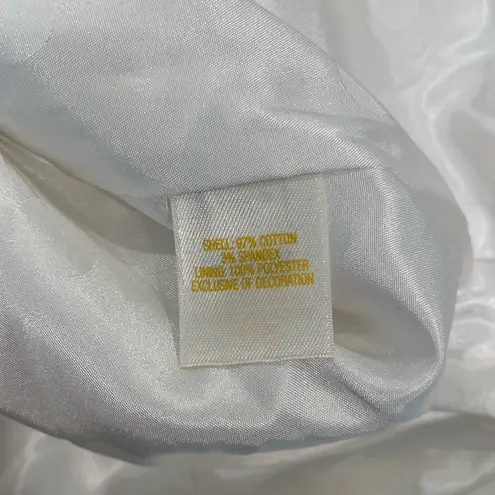 SHELL: 97% COTTON
3% SPANDEX
LINING: 100% POLYESTER
EXCLUSIVE OF DECORATION